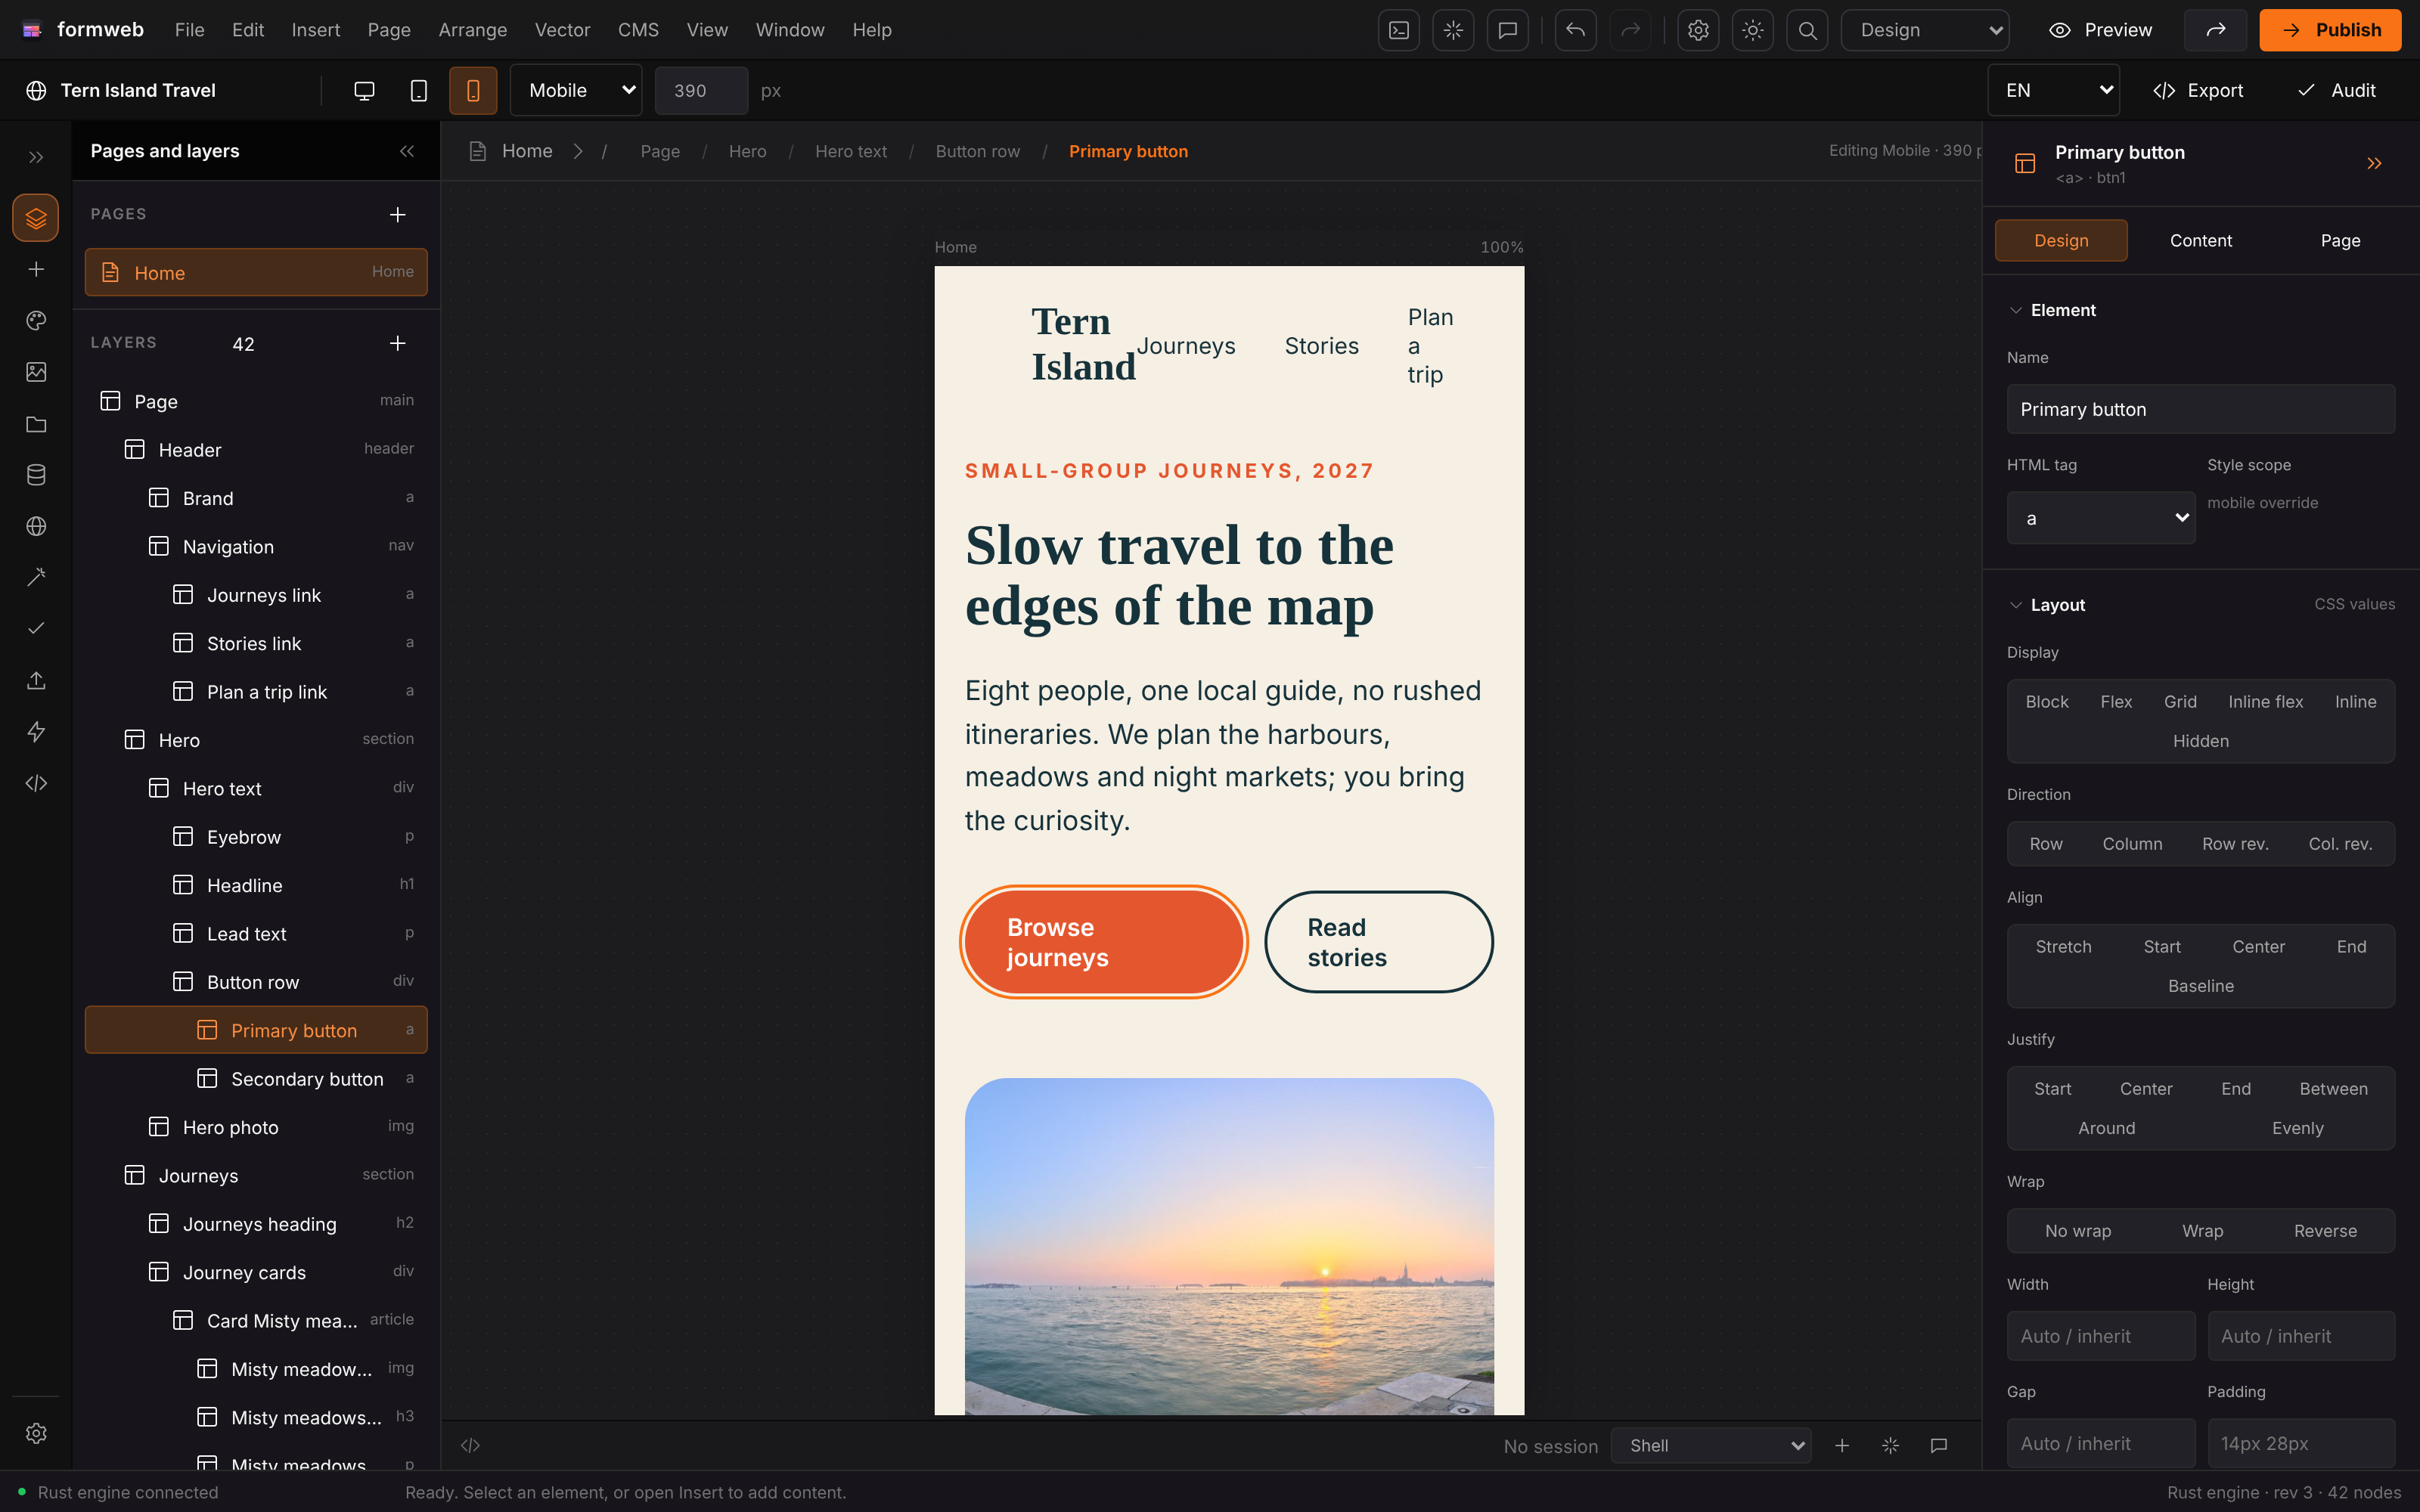 formweb File Edit Insert Page Arrange Vector CMS View Window Help Design Preview Publish
Tern Island Travel Mobile 390 px EN Export Audit
Pages and layers
PAGES
Home Home
LAYERS 42
Page main
Header header
Brand a
Navigation nav
Journeys link a
Stories link a
Plan a trip link a
Hero section
Hero text div
Eyebrow p
Headline h1
Lead text p
Button row div
Primary button a
Secondary button a
Hero photo img
Journeys section
Journeys heading h2
Journey cards div
Card Misty mea... article
Misty meadow... img
Misty meadows... h3
Misty meadows p
Home / Page / Hero / Hero text / Button row / Primary button
Editing Mobile · 390 p
Home 100%
Tern
Island
Journeys
Stories
Plan
a
trip
SMALL-GROUP JOURNEYS, 2027
Slow travel to the
edges of the map
Eight people, one local guide, no rushed
itineraries. We plan the harbours,
meadows and night markets; you bring
the curiosity.
Browse
journeys
Read
stories
No session Shell
Primary button
<a> · btn1
Design Content Page
Element
Name
Primary button
HTML tag Style scope
a mobile override
Layout CSS values
Display
Block Flex Grid Inline flex Inline
Hidden
Direction
Row Column Row rev. Col. rev.
Align
Stretch Start Center End
Baseline
Justify
Start Center End Between
Around Evenly
Wrap
No wrap Wrap Reverse
Width Height
Auto / inherit Auto / inherit
Gap Padding
Auto / inherit 14px 28px
Rust engine connected Ready. Select an element, or open Insert to add content. Rust engine · rev 3 · 42 nodes